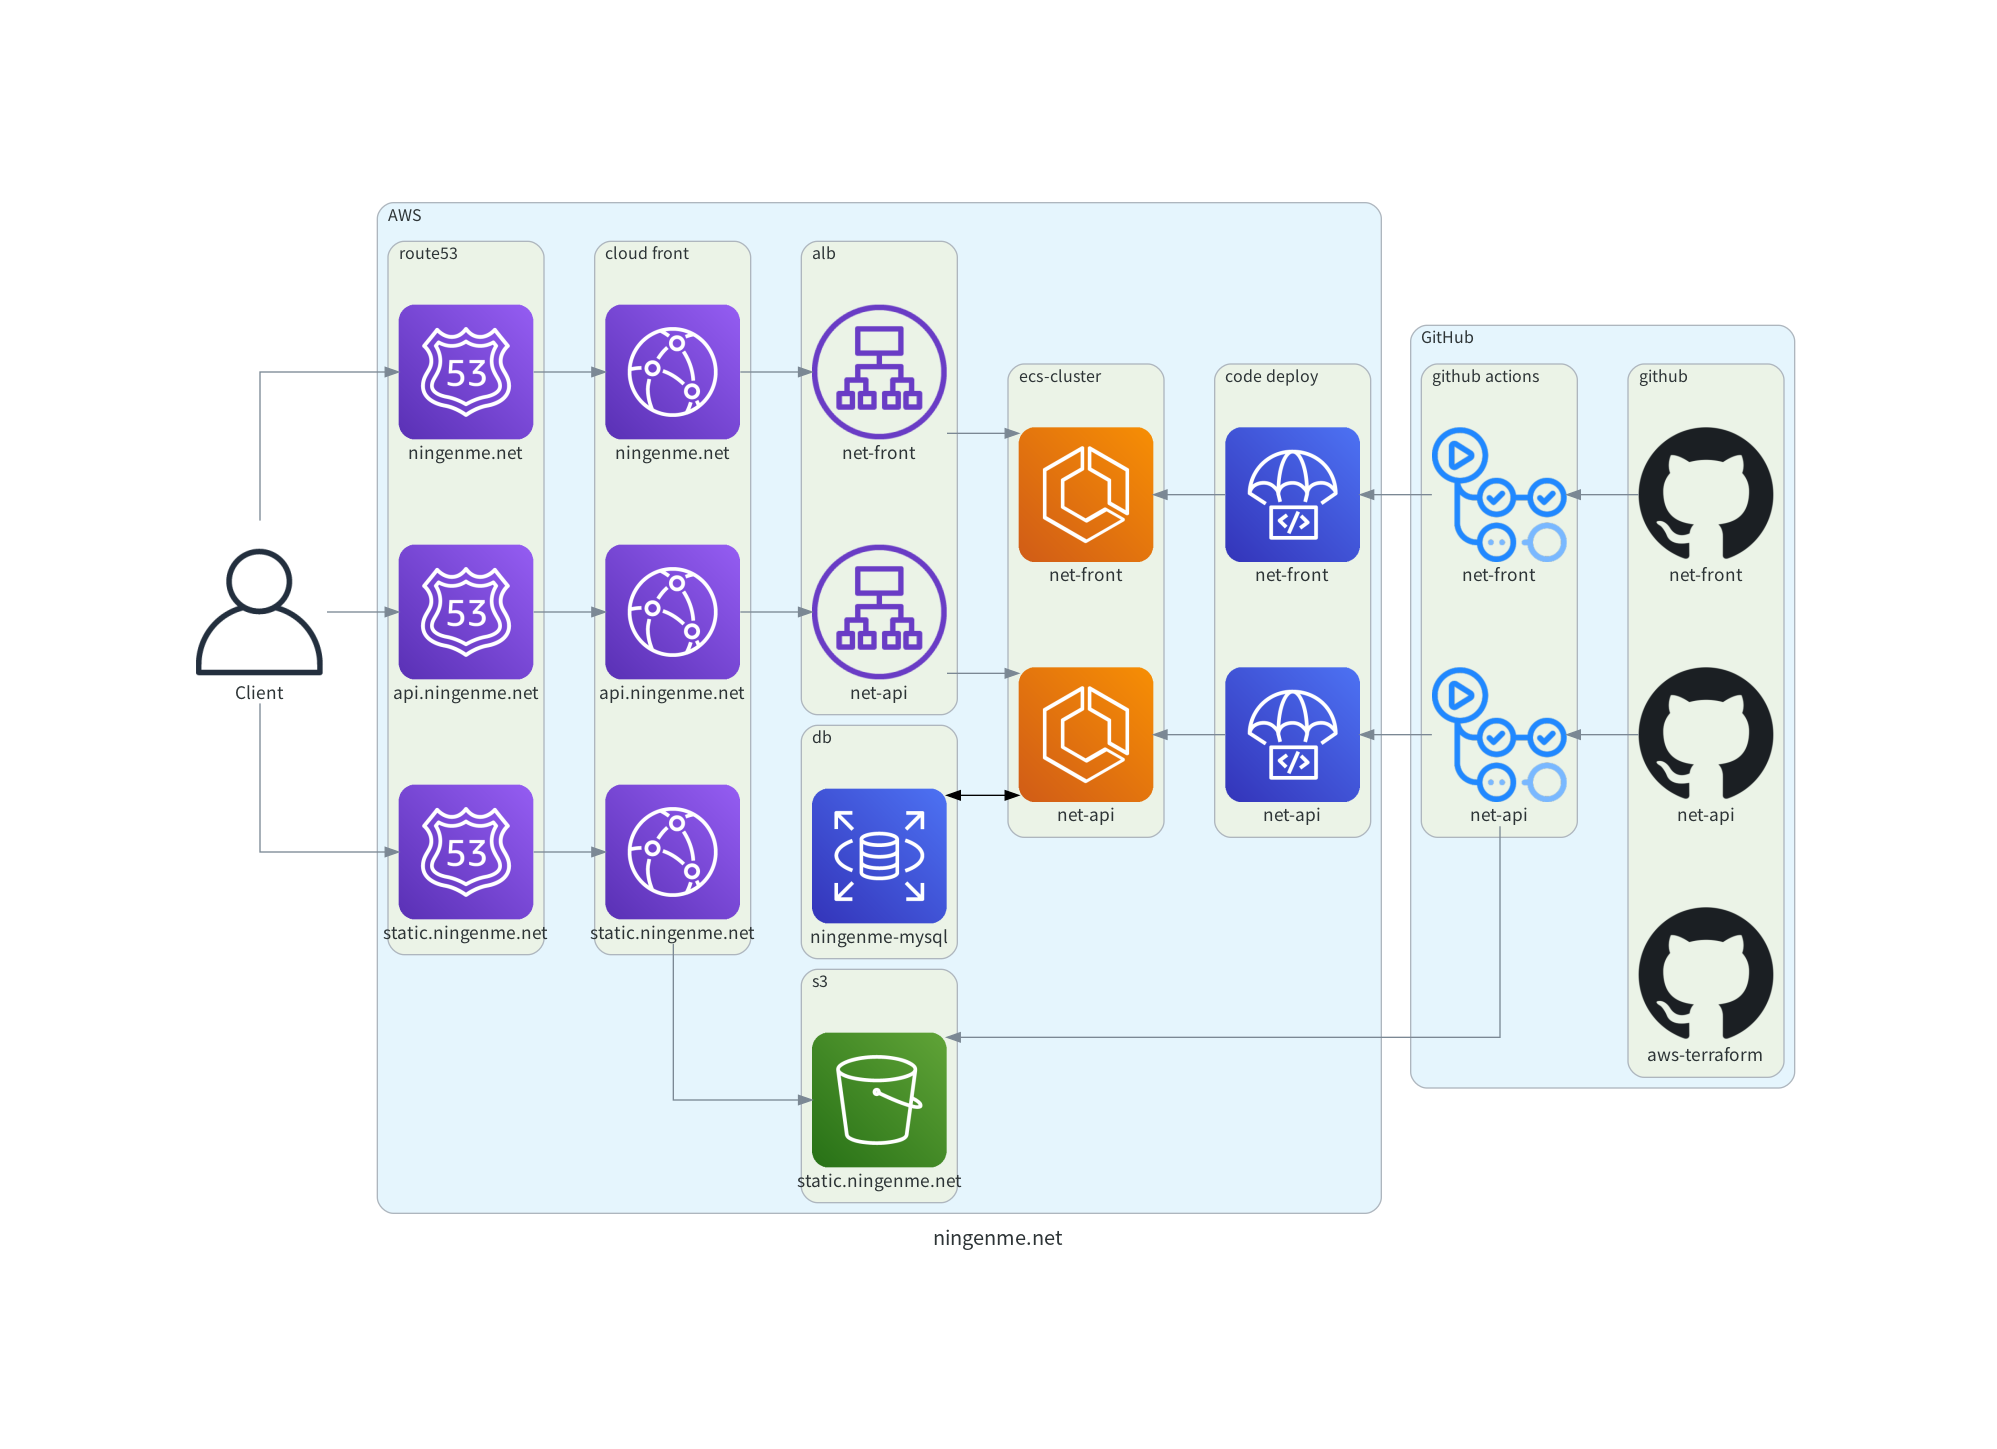 AWS
route53
53
ningenme.net
53
api.ningenme.net
53
static.ningenme.net
cloud front
ningenme.net
api.ningenme.net
static.ningenme.net
alb
net-front
net-api
db
ningenme-mysql
s3
static.ningenme.net
ecs-cluster
net-front
net-api
code deploy
</>
net-front
</>
net-api
GitHub
github actions
net-front
net-api
github
net-front
net-api
aws-terraform
Client
ningenme.net